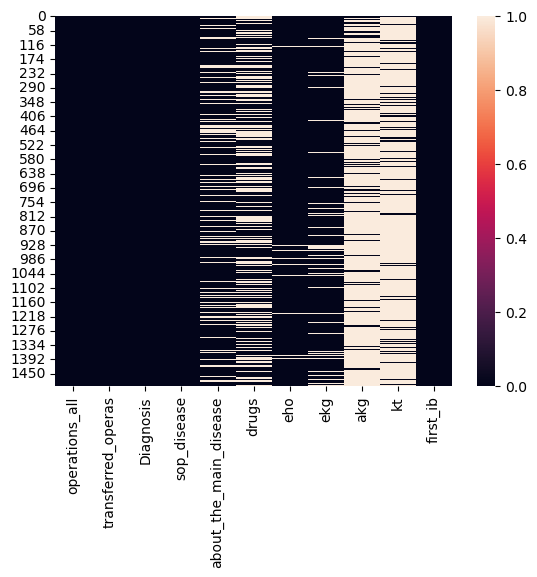 0
58
116
174
232
290
348
406
464
522
580
638
696
754
812
870
928
986
1044
1102
1160
1218
1276
1334
1392
1450
operations_all
transferred_operas
Diagnosis
sop_disease
about_the_main_disease
drugs
eho
ekg
akg
kt
first_ib
1.0
0.8
0.6
0.4
0.2
0.0